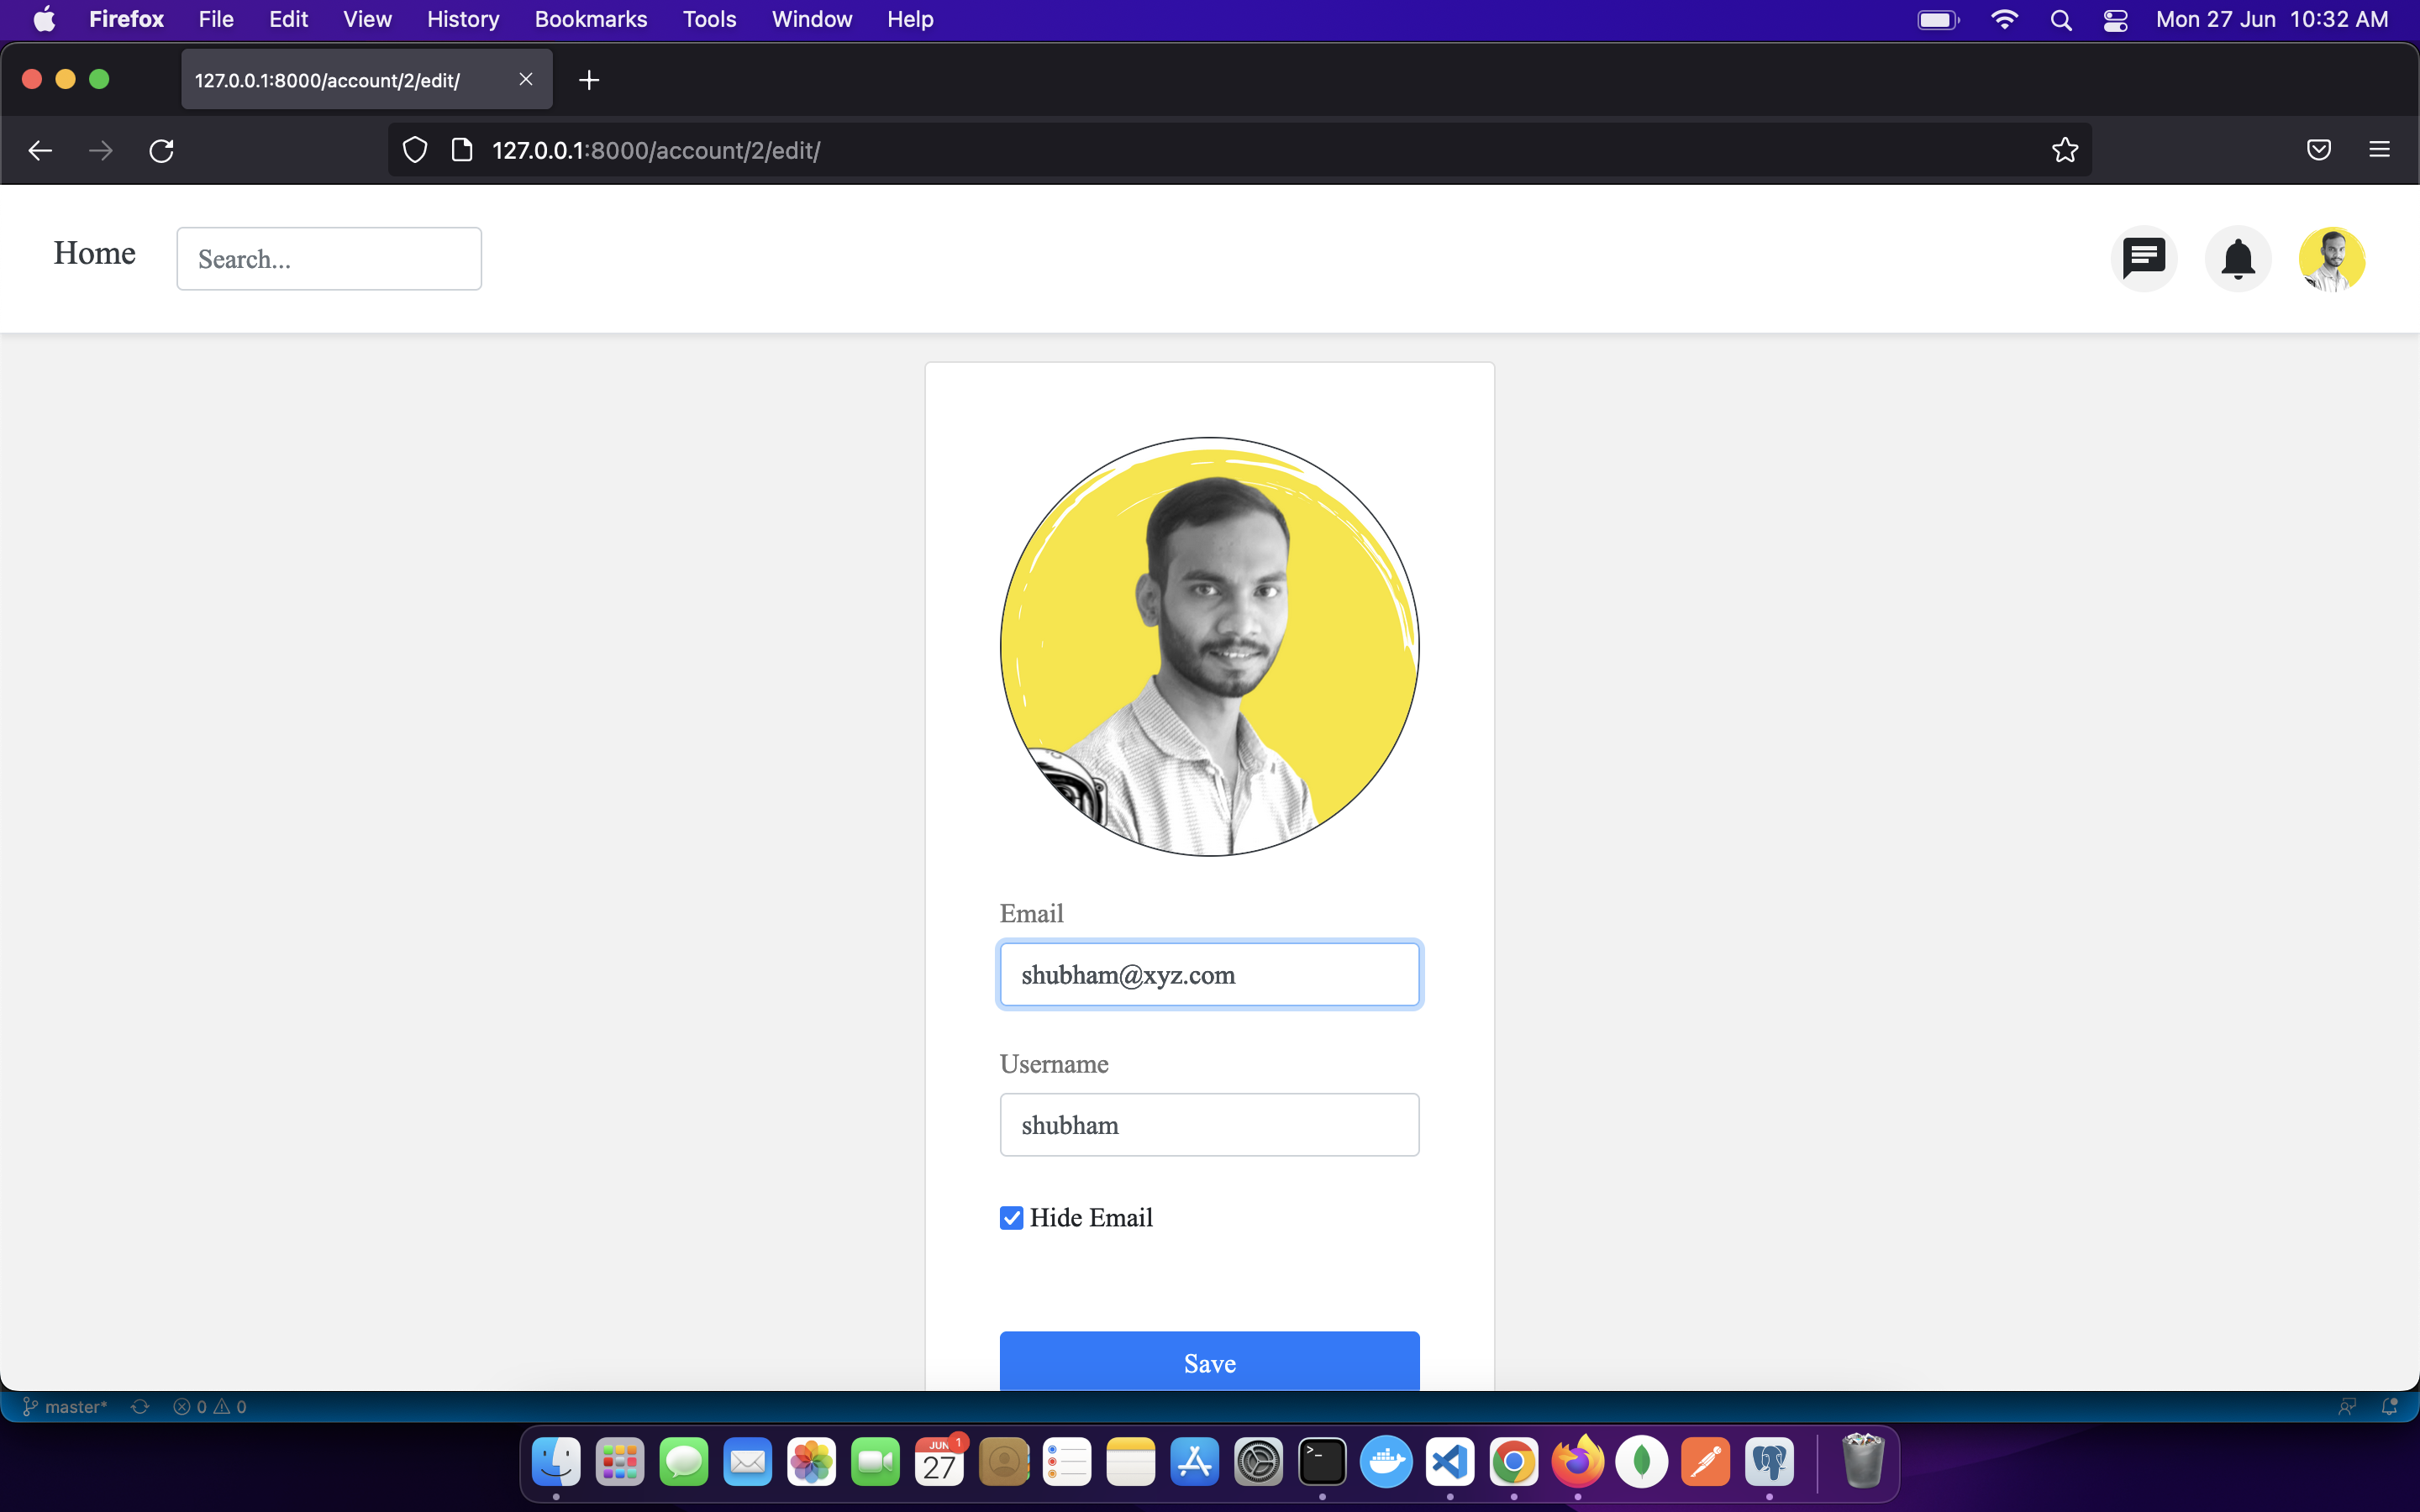 Firefox File Edit View History Bookmarks Tools Window Help Mon 27 Jun 10:32 AM
127.0.0.1:8000/account/2/edit/
127.0.0.1:8000/account/2/edit/
Home Search...
Email
shubham@xyz.com
Username
shubham
Hide Email
Save
master* 0 0
JUN 1
27
>_